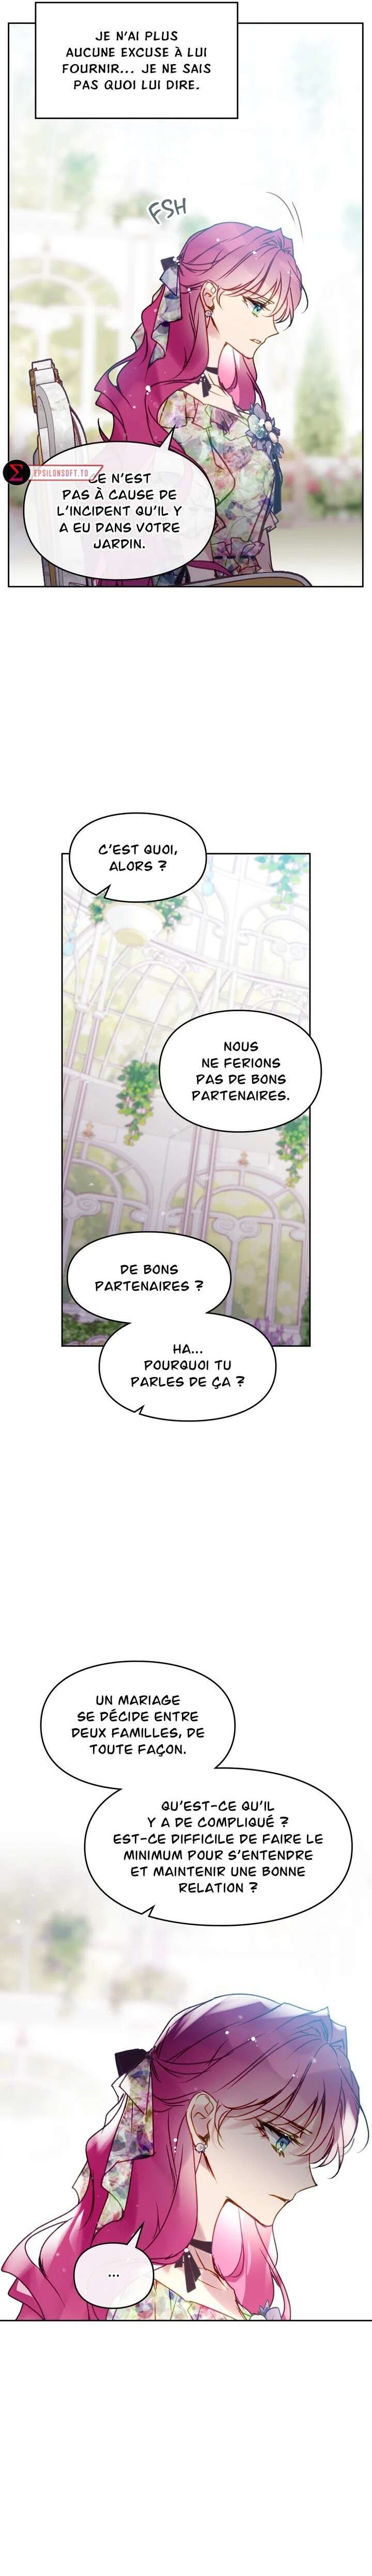 JE N'AI PLUS
AUCUNE EXCUSE À LUI
FOURNIR... JE NE SAIS
PAS QUOI LUI DIRE.
FSH
EPSILONSOFT.TO
CE N'EST
PAS À CAUSE DE
L'INCIDENT QU'IL Y
A EU DANS VOTRE
JARDIN.
C'EST QUOI,
ALORS ?
NOUS
NE FERIONS
PAS DE BONS
PARTENAIRES.
DE BONS
PARTENAIRES ?
HA...
POURQUOI TU
PARLES DE ÇA ?
UN MARIAGE
SE DÉCIDE ENTRE
DEUX FAMILLES, DE
TOUTE FAÇON.
QU'EST-CE QU'IL
Y A DE COMPLIQUÉ ?
EST-CE DIFFICILE DE FAIRE LE
MINIMUM POUR S'ENTENDRE
ET MAINTENIR UNE BONNE
RELATION ?
...